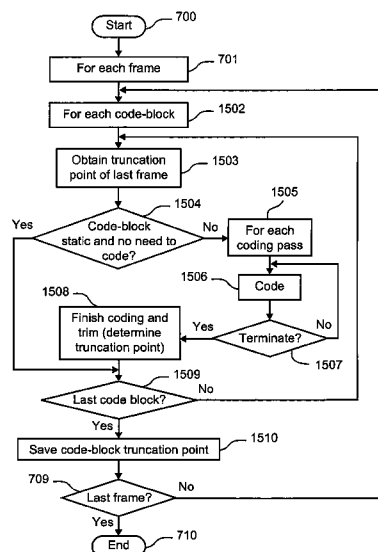 Start
700
For each frame
701
For each code-block
1502
Obtain truncation
point of last frame
1503
1504
Yes
Code-block
static and no need to
code?
No
1505
For each
coding pass
1506
Code
1508
Finish coding and
trim (determine
truncation point)
Yes
Terminate?
No
1507
1509
Last code block?
No
Yes
Save code-block truncation point
1510
709
Last frame?
No
Yes
End
710